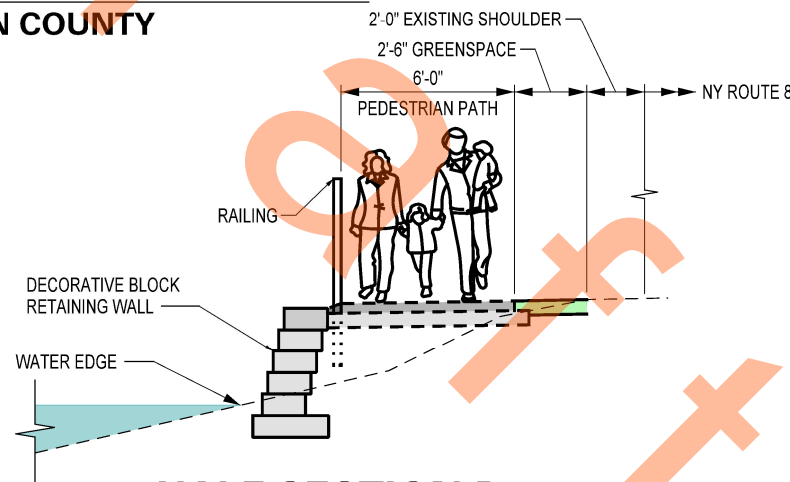 N COUNTY
2'-0" EXISTING SHOULDER
2'-6" GREENSPACE
6'-0"
NY ROUTE 8
PEDESTRIAN PATH
RAILING
DECORATIVE BLOCK
RETAINING WALL
WATER EDGE